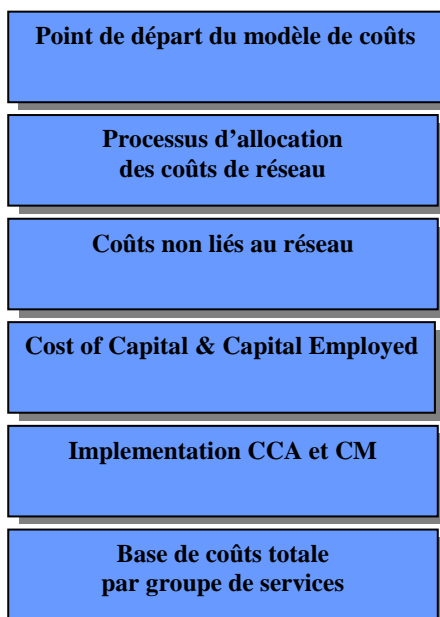 Point de départ du modèle de coûts
Processus d’allocation
des coûts de réseau
Coûts non liés au réseau
Cost of Capital & Capital Employed
Implementation CCA et CM
Base de coûts totale
par groupe de services